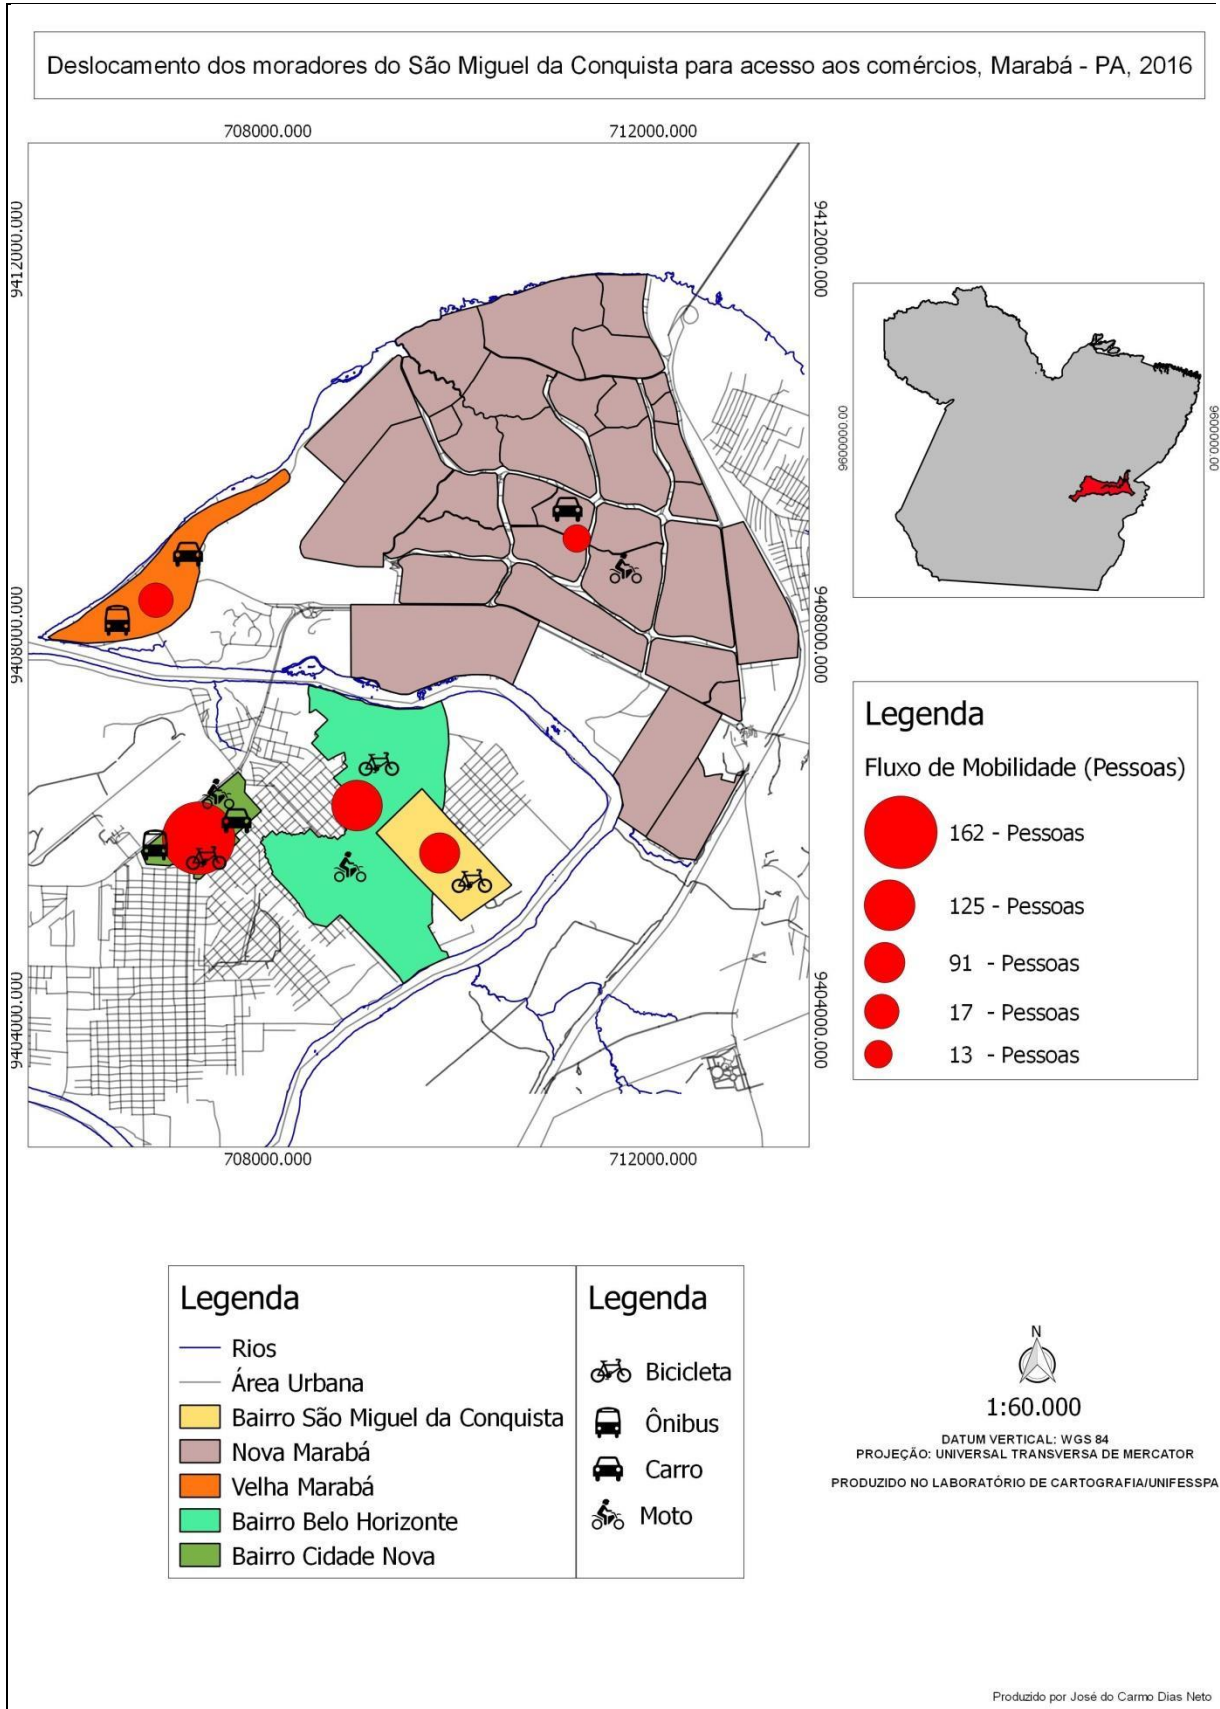 Deslocamento dos moradores do São Miguel da Conquista para acesso aos comércios, Marabá - PA, 2016
708000.000
712000.000
9412000.000
9412000.000
9408000.000
9408000.000
9404000.000
9404000.000
708000.000
712000.000
9600000.00
9600000.00
Legenda
Fluxo de Mobilidade (Pessoas)
162 - Pessoas
125 - Pessoas
91 - Pessoas
17 - Pessoas
13 - Pessoas
Legenda
Rios
Área Urbana
Bairro São Miguel da Conquista
Nova Marabá
Velha Marabá
Bairro Belo Horizonte
Bairro Cidade Nova
Legenda
Bicicleta
Ônibus
Carro
Moto
N
1:60.000
DATUM VERTICAL: WGS 84
PROJEÇÃO: UNIVERSAL TRANSVERSA DE MERCATOR
PRODUZIDO NO LABORATÓRIO DE CARTOGRAFIA/UNIFESSPA
Produzido por José do Carmo Dias Neto